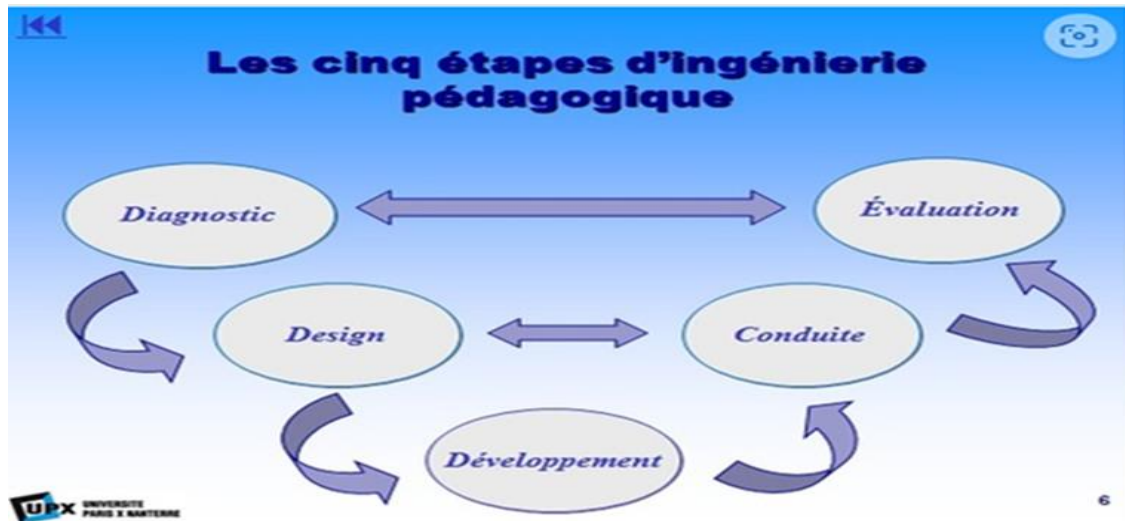 Les cinq étapes d'ingénierie
pédagogique
Diagnostic
Évaluation
Design
Conduite
Développement
UPX UNIVERSITE
PARIS X NANTERRE
6